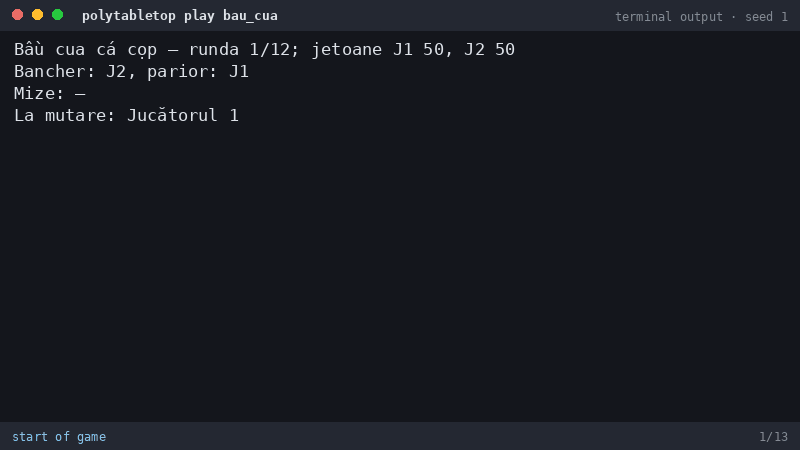 polytabletop play bau_cua
terminal output · seed 1
Bầu cua cá cọp — runda 1/12; jetoane J1 50, J2 50
Bancher: J2, parior: J1
Mize: —
La mutare: Jucătorul 1
start of game
1/13